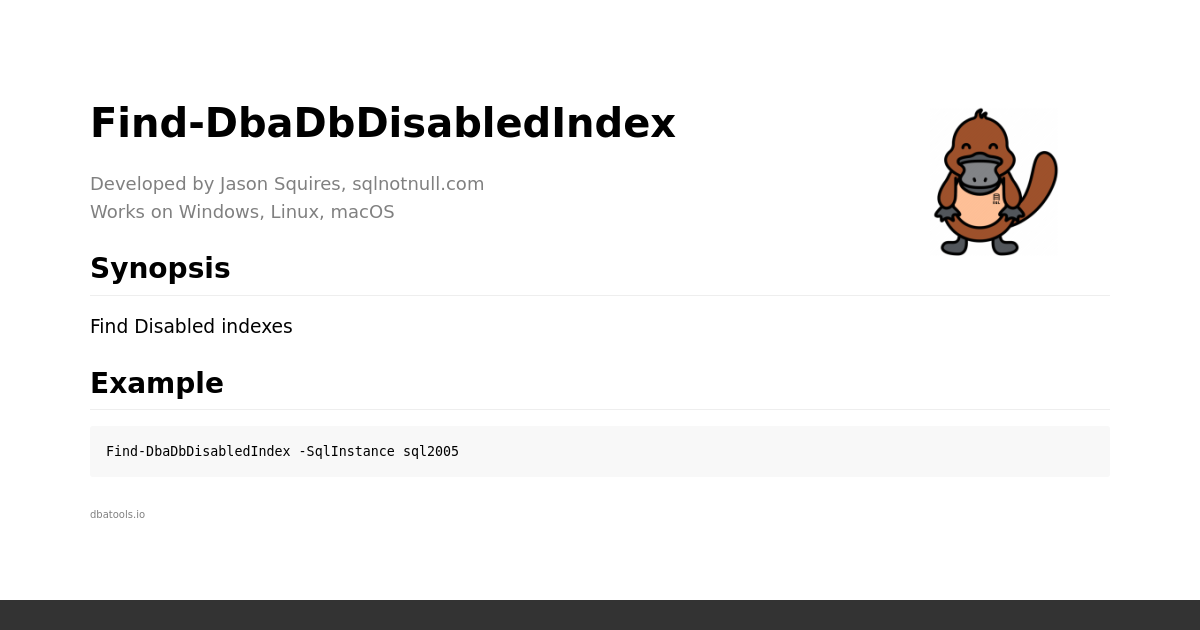 Find-DbaDbDisabledIndex
Developed by Jason Squires, sqlnotnull.com
Works on Windows, Linux, macOS
Synopsis
Find Disabled indexes
Example
Find-DbaDbDisabledIndex -SqlInstance sql2005
dbatools.io